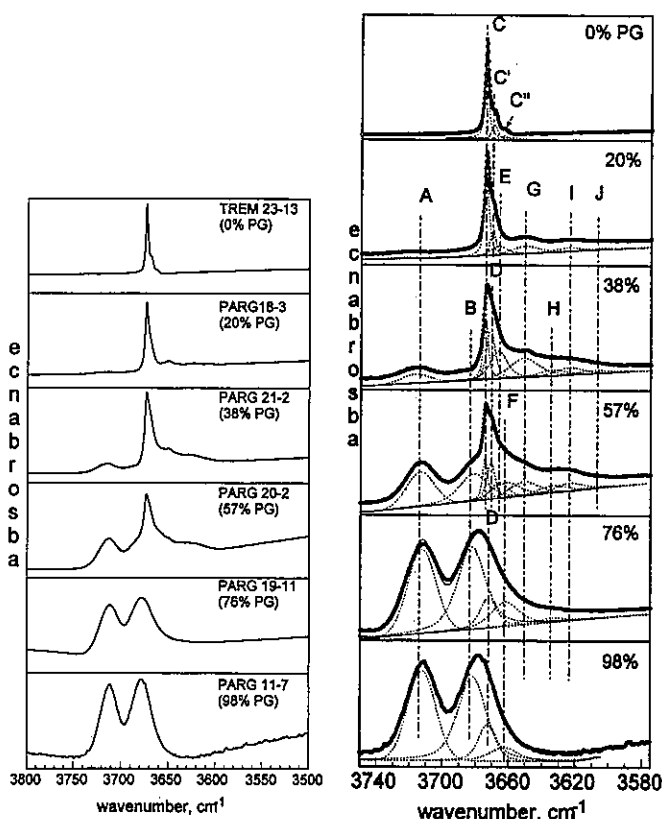 TREM 23-13
(0% PG)
PARG18-3
(20% PG)
PARG 21-2
(38% PG)
PARG 20-2
(57% PG)
PARG 19-11
(76% PG)
PARG 11-7
(98% PG)
absorbance
3800 3750 3700 3650 3600 3550 3500
wavenumber, cm-1
0% PG
C
C'
C"
20%
A
E
G
I
J
38%
D
B
H
57%
F
76%
D
98%
absorbance
3740 3700 3660 3620 3580
wavenumber, cm-1